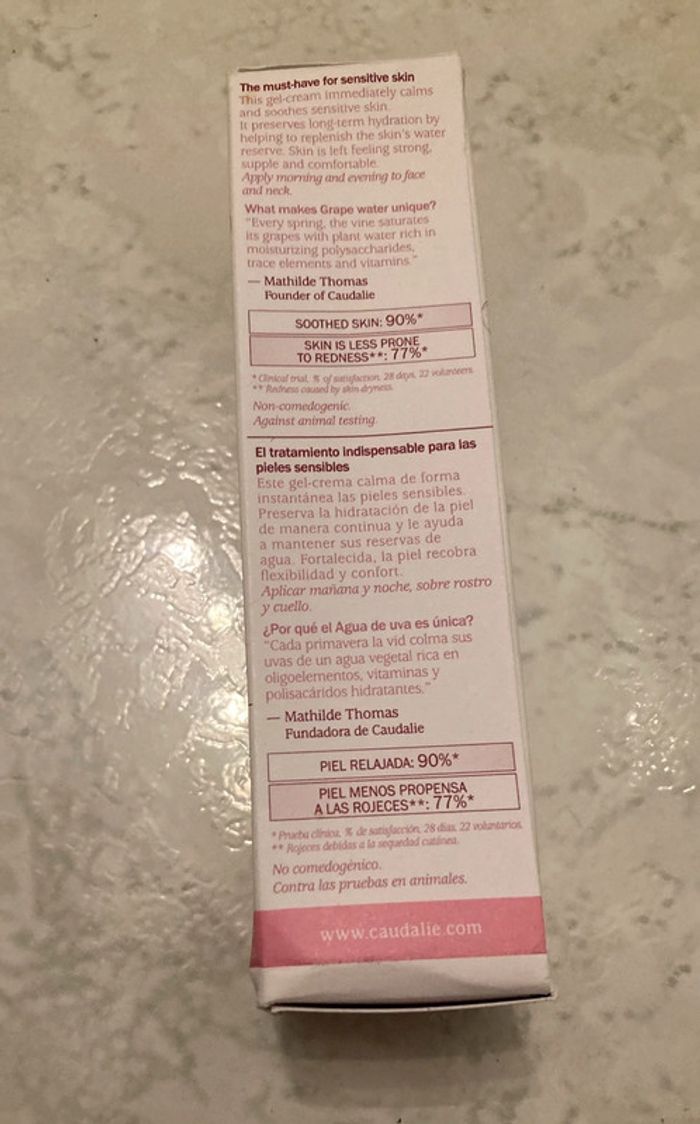 The must-have for sensitive skin
This gel-cream immediately calms
and soothes sensitive skin.
It preserves long-term hydration by
helping to replenish the skin's water
reserve. Skin is left feeling strong,
supple and comfortable.
Apply morning and evening to face
and neck.
What makes Grape water unique?
"Every spring, the vine saturates
its grapes with plant water rich in
moisturizing polysaccharides,
trace elements and vitamins."
— Mathilde Thomas
Founder of Caudalie
SOOTHED SKIN: 90%*
SKIN IS LESS PRONE
TO REDNESS**: 77%*
* Clinical trial, % of satisfaction, 28 days, 22 volunteers.
** Redness caused by skin dryness.
Non-comedogenic.
Against animal testing.
El tratamiento indispensable para las
pieles sensibles
Este gel-crema calma de forma
instantánea las pieles sensibles.
Preserva la hidratación de la piel
de manera continua y le ayuda
a mantener sus reservas de
agua. Fortalecida, la piel recobra
flexibilidad y confort.
Aplicar mañana y noche, sobre rostro
y cuello.
¿Por qué el Agua de uva es única?
"Cada primavera la vid colma sus
uvas de un agua vegetal rica en
oligoelementos, vitaminas y
polisacáridos hidratantes."
— Mathilde Thomas
Fundadora de Caudalie
PIEL RELAJADA: 90%*
PIEL MENOS PROPENSA
A LAS ROJECES**: 77%*
* Prueba clínica, % de satisfacción, 28 días, 22 voluntarios.
** Rojeces debidas a la sequedad cutánea.
No comedogénico.
Contra las pruebas en animales.
www.caudalie.com